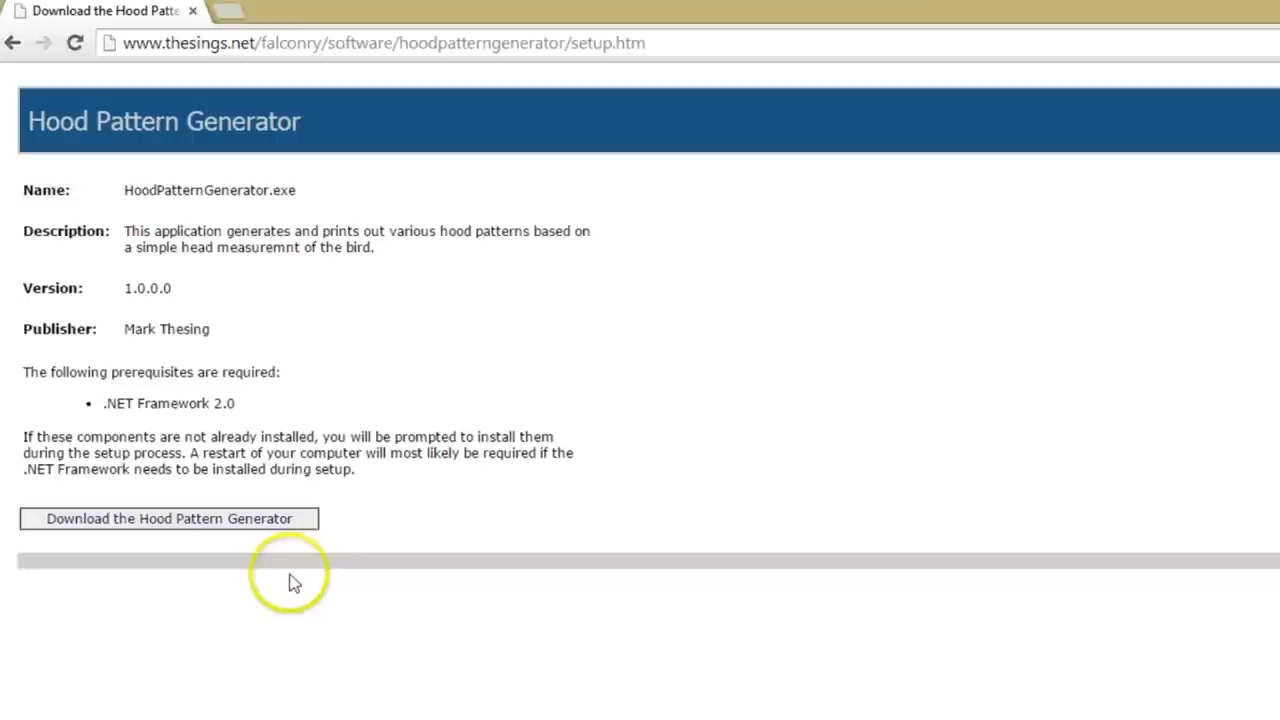 Download the Hood Patte
www.thesings.net/falconry/software/hoodpatterngenerator/setup.htm
Hood Pattern Generator
Name: HoodPatternGenerator.exe
Description: This application generates and prints out various hood patterns based on
a simple head measuremnt of the bird.
Version: 1.0.0.0
Publisher: Mark Thesing
The following prerequisites are required:
• .NET Framework 2.0
If these components are not already installed, you will be prompted to install them
during the setup process. A restart of your computer will most likely be required if the
.NET Framework needs to be installed during setup.
Download the Hood Pattern Generator